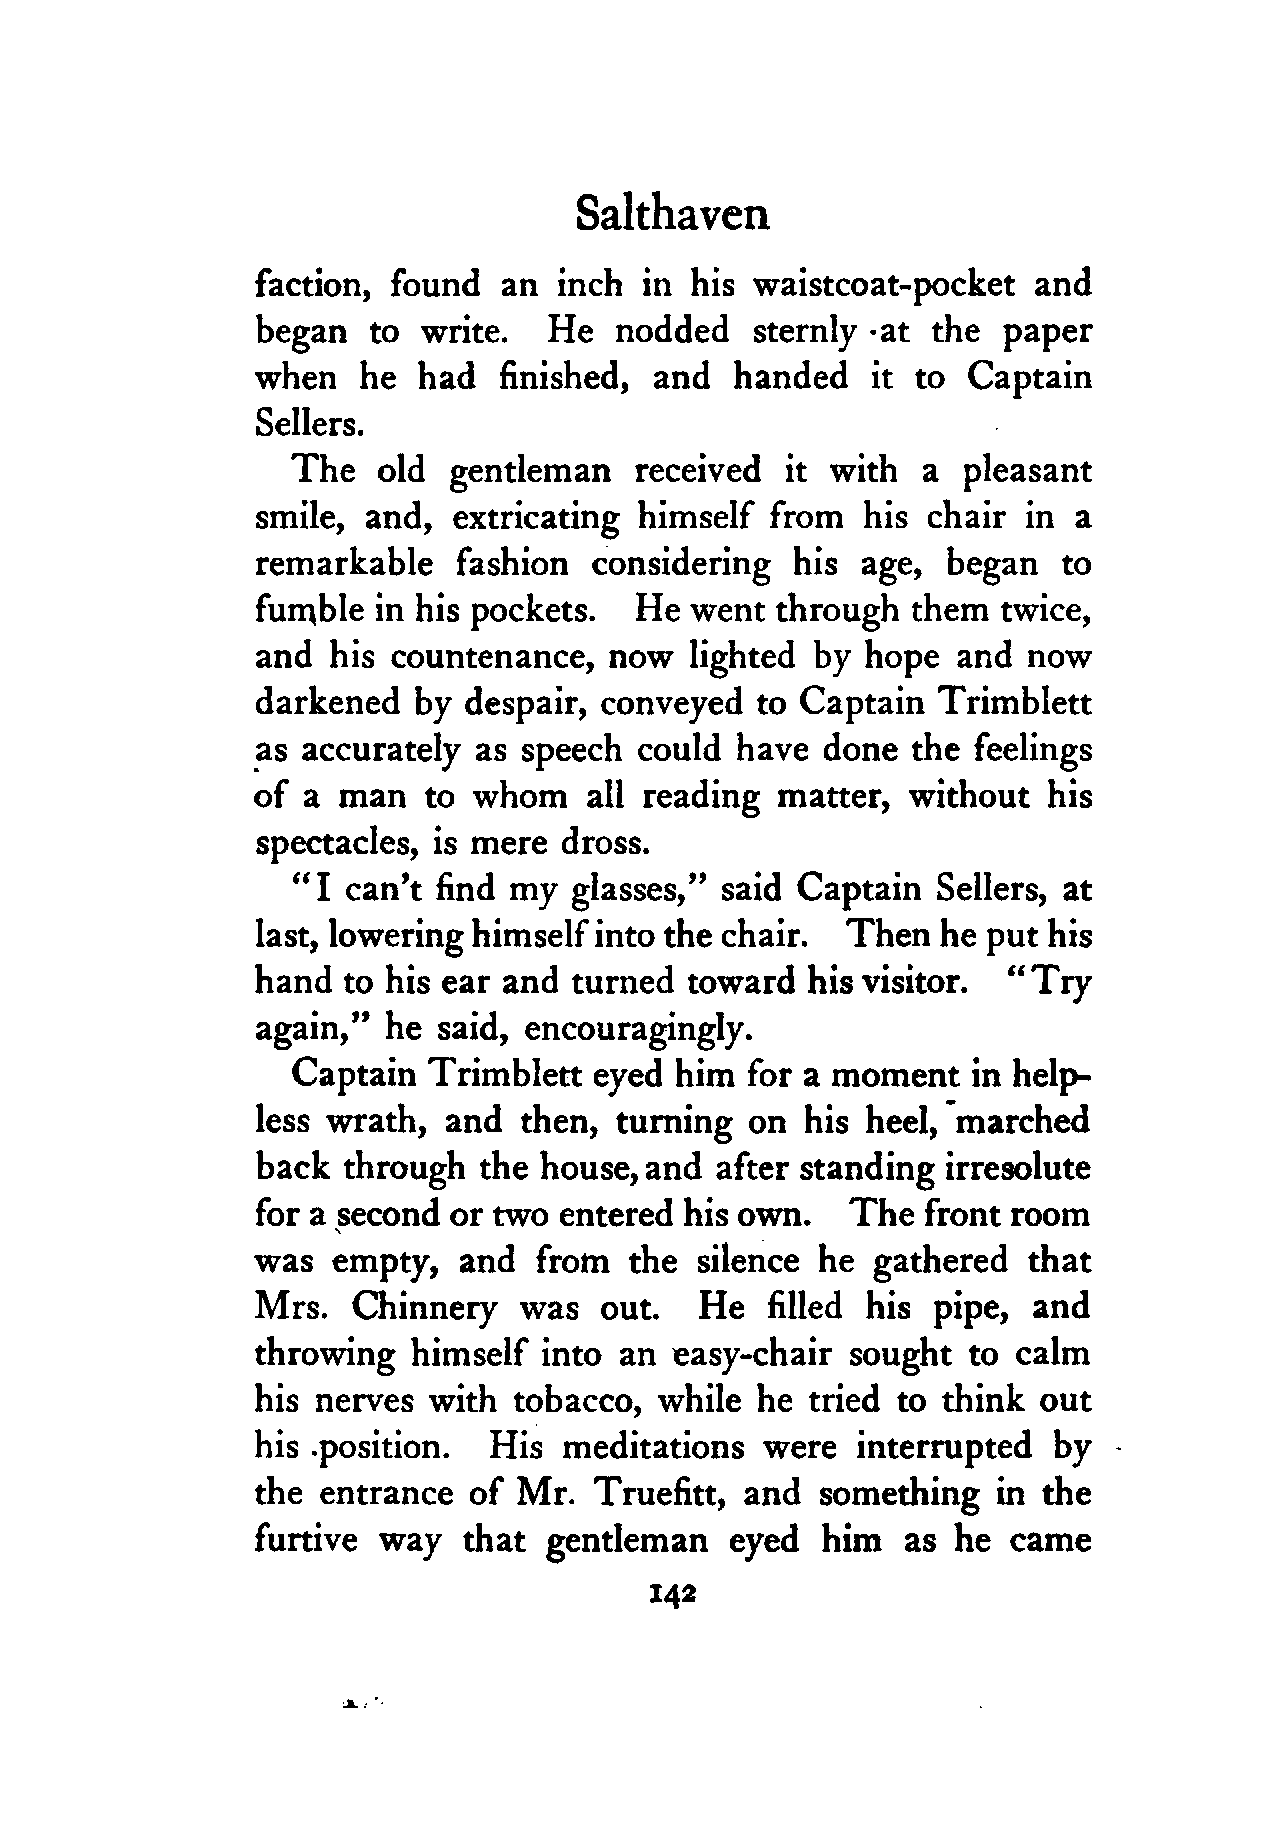 Salthaven
faction, found an inch in his waistcoat-pocket and
began to write. He nodded sternly at the paper
when he had finished, and handed it to Captain
Sellers.
The old gentleman received it with a pleasant
smile, and, extricating himself from his chair in a
remarkable fashion considering his age, began to
fumble in his pockets. He went through them twice,
and his countenance, now lighted by hope and now
darkened by despair, conveyed to Captain Trimblett
as accurately as speech could have done the feelings
of a man to whom all reading matter, without his
spectacles, is mere dross.
“I can't find my glasses,” said Captain Sellers, at
last, lowering himself into the chair. Then he put his
hand to his ear and turned toward his visitor. “Try
again,” he said, encouragingly.
Captain Trimblett eyed him for a moment in help-
less wrath, and then, turning on his heel, marched
back through the house, and after standing irresolute
for a second or two entered his own. The front room
was empty, and from the silence he gathered that
Mrs. Chinnery was out. He filled his pipe, and
throwing himself into an easy-chair sought to calm
his nerves with tobacco, while he tried to think out
his position. His meditations were interrupted by
the entrance of Mr. Truefitt, and something in the
furtive way that gentleman eyed him as he came
142